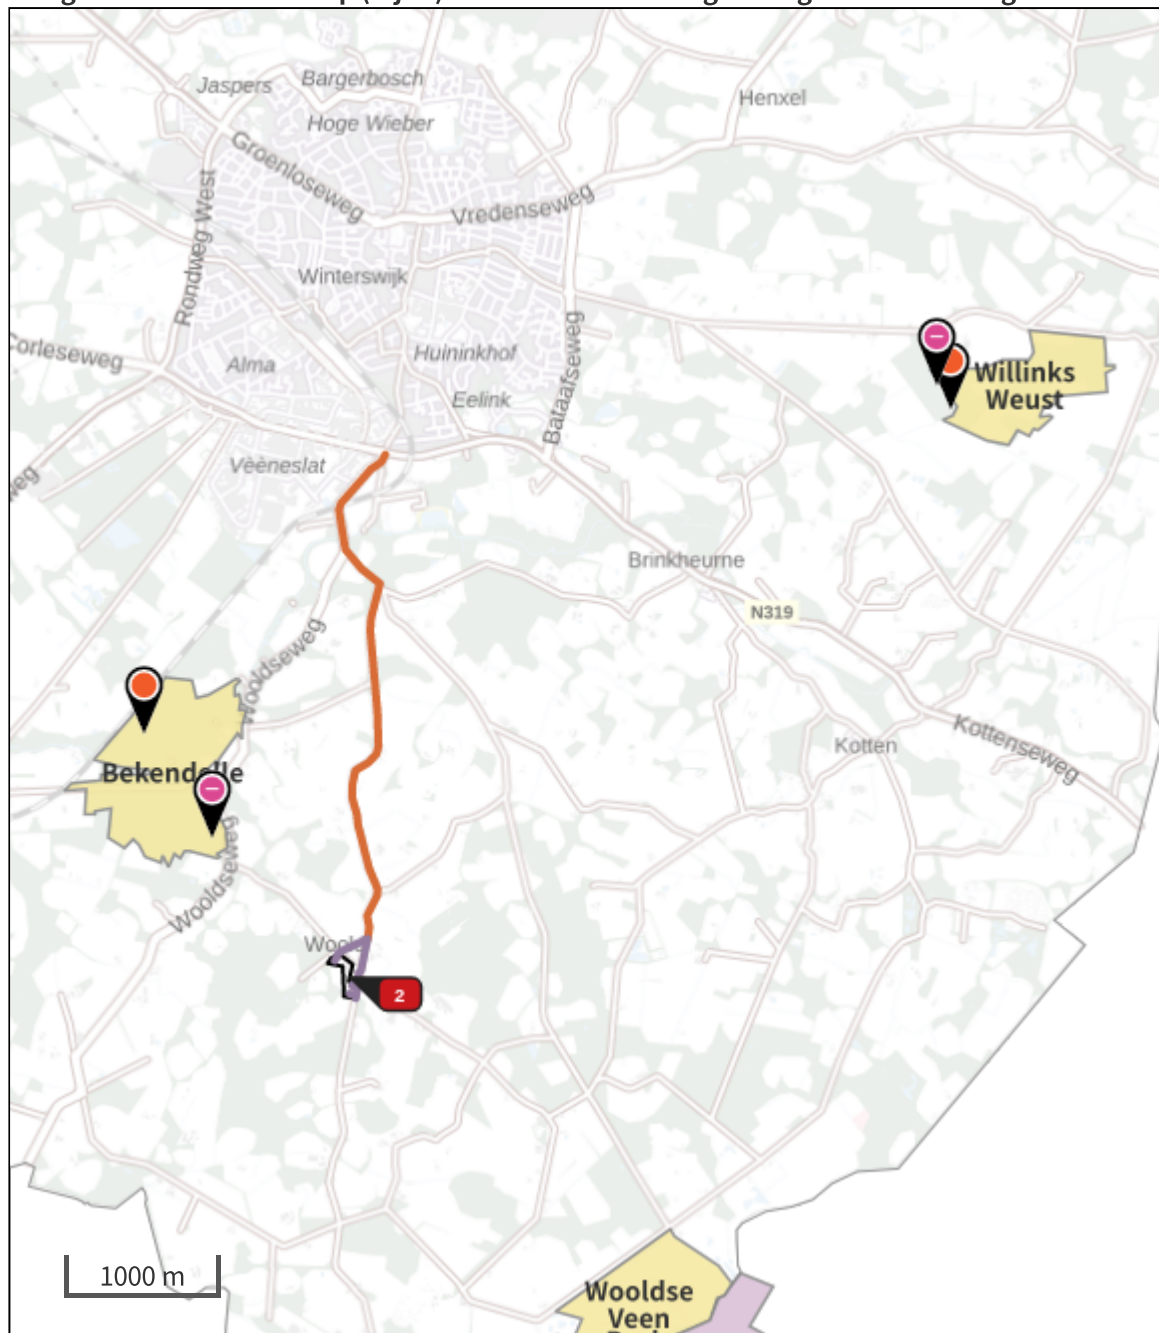 Jaspers
Bargerbosch
Henxel
Hoge Wieber
Groenloseweg
Rondweg West
Vredenseweg
Winterswijk
Bataafseweg
Corleseweg
Huininkhof
Alma
Willinks
Weust
Eelink
Vèèneslat
weg
Brinkheurne
N319
Wooldseweg
Kottenseweg
Kotten
Bekendelle
Wooldseweg
2
1000 m
Wooldse
Veen